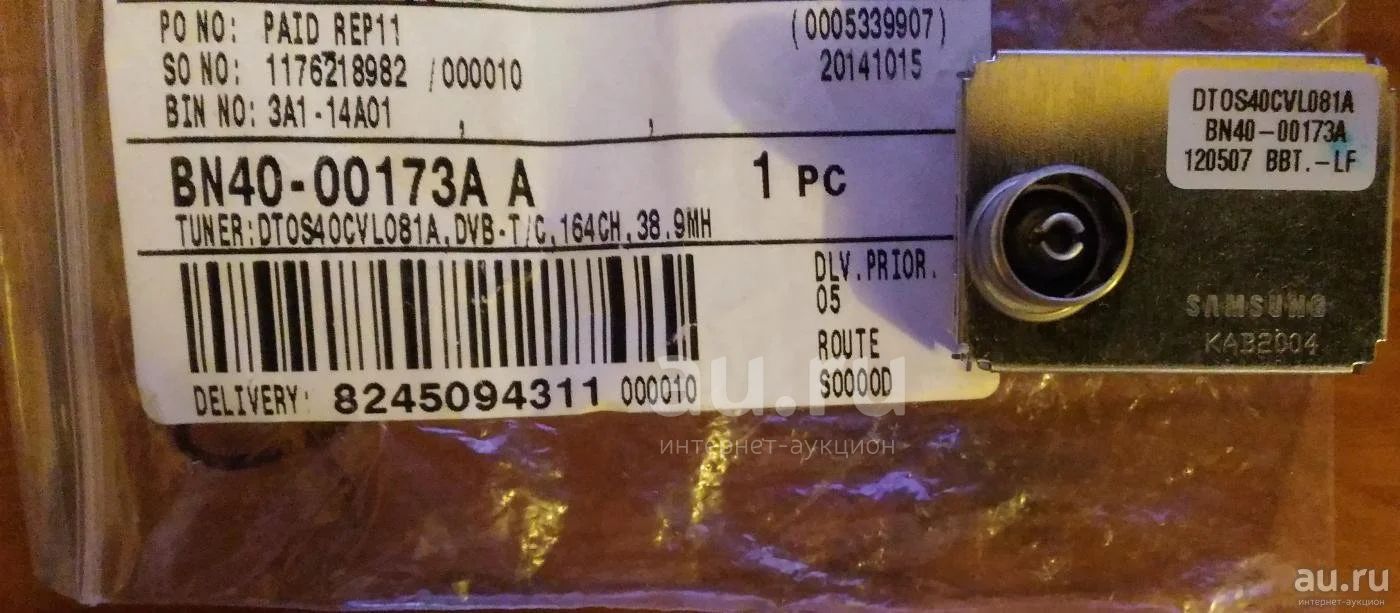 PO NO: PAID REP11
(0005339907)
SO NO: 1176218982 /000010
20141015
BIN NO: 3A1-14A01 , ,
BN40-00173A A
1 PC
TUNER:DTOS40CVL081A,DVB-T/C,164CH,38.9MH
DLV.PRIOR.
05
ROUTE
S0000D
DELIVERY: 8245094311 000010
DTOS40CVL081A
BN40-00173A
120507 BBT.-LF
SAMSUNG
KAB2004
au.ru
интернет-аукцион
au.ru
интернет-аукцион